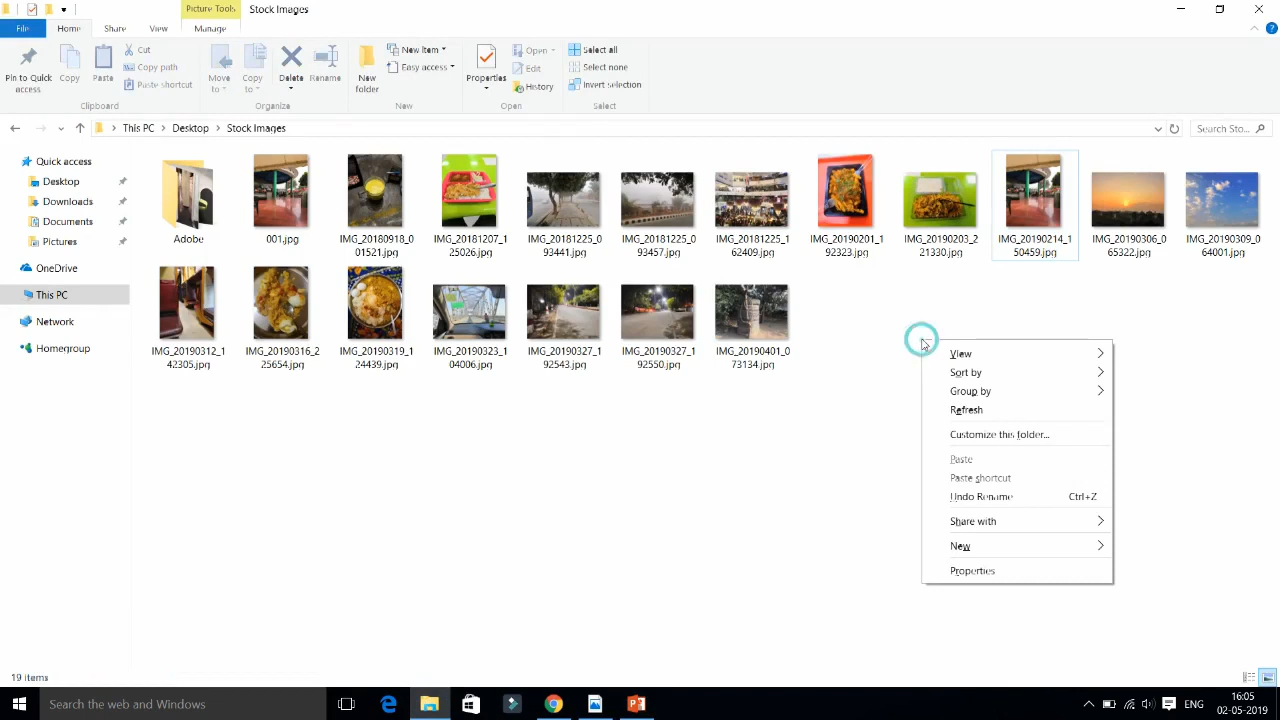 Picture Tools
Stock Images
File
Home
Share
View
Manage
Pin to Quick access
Copy
Paste
Cut
Copy path
Paste shortcut
Clipboard
Move to
Copy to
Delete
Rename
Organize
New folder
New item
Easy access
New
Properties
Open
Edit
History
Open
Select all
Select none
Invert selection
Select
This PC
Desktop
Stock Images
Search Sto...
Quick access
Desktop
Downloads
Documents
Pictures
OneDrive
This PC
Network
Homegroup
Adobe
001.jpg
IMG_20180918_0
01521.jpg
IMG_20181207_1
25026.jpg
IMG_20181225_0
93441.jpg
IMG_20181225_0
93457.jpg
IMG_20181225_1
62409.jpg
IMG_20190201_1
92323.jpg
IMG_20190203_2
21330.jpg
IMG_20190214_1
50459.jpg
IMG_20190306_0
65322.jpg
IMG_20190309_0
64001.jpg
IMG_20190312_1
42305.jpg
IMG_20190316_2
25654.jpg
IMG_20190319_1
24439.jpg
IMG_20190323_1
04006.jpg
IMG_20190327_1
92543.jpg
IMG_20190327_1
92550.jpg
IMG_20190401_0
73134.jpg
View
Sort by
Group by
Refresh
Customize this folder...
Paste
Paste shortcut
Undo Rename Ctrl+Z
Share with
New
Properties
19 items
Search the web and Windows
ENG
16:05
02-05-2019